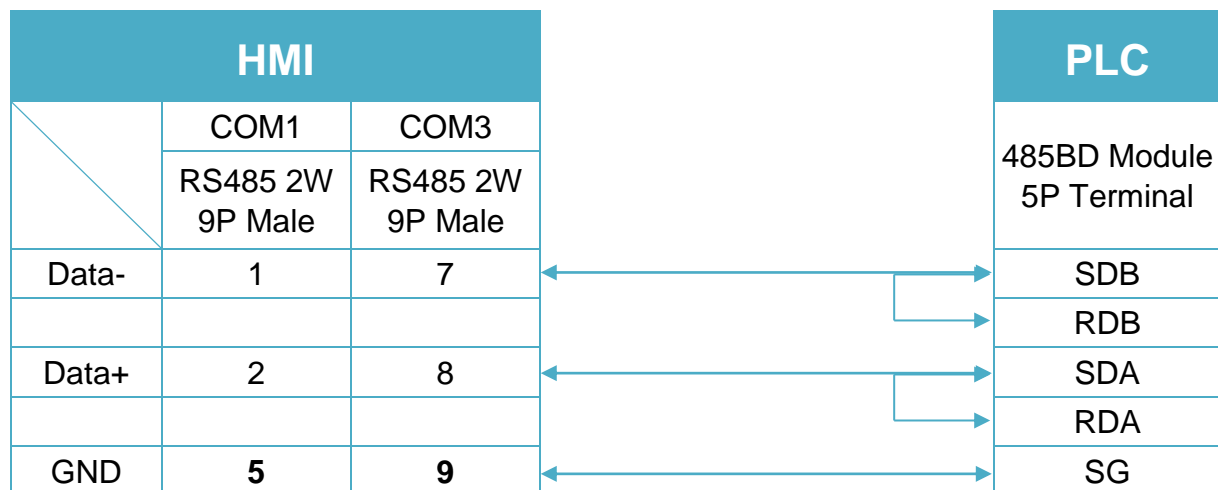 HMI PLC
COM1 COM3
RS485 2W RS485 2W
9P Male 9P Male
485BD Module
5P Terminal
Data- 1 7 SDB
RDB
Data+ 2 8 SDA
RDA
GND 5 9 SG